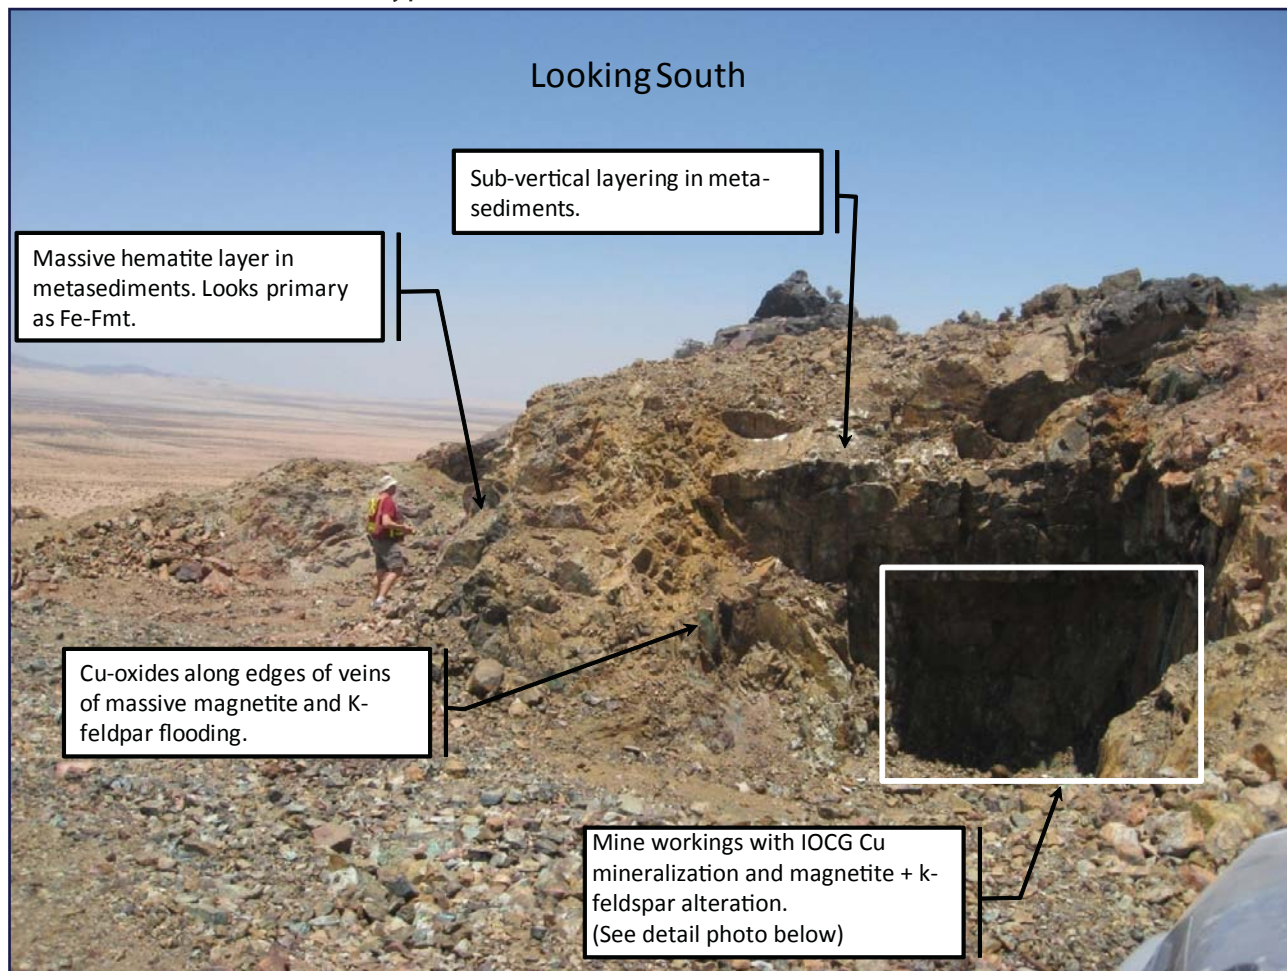 Looking South
Sub-vertical layering in meta-
sediments.
Massive hematite layer in
metasediments. Looks primary
as Fe-Fmt.
Cu-oxides along edges of veins
of massive magnetite and K-
feldpar flooding.
Mine workings with IOCG Cu
mineralization and magnetite + k-
feldspar alteration.
(See detail photo below)